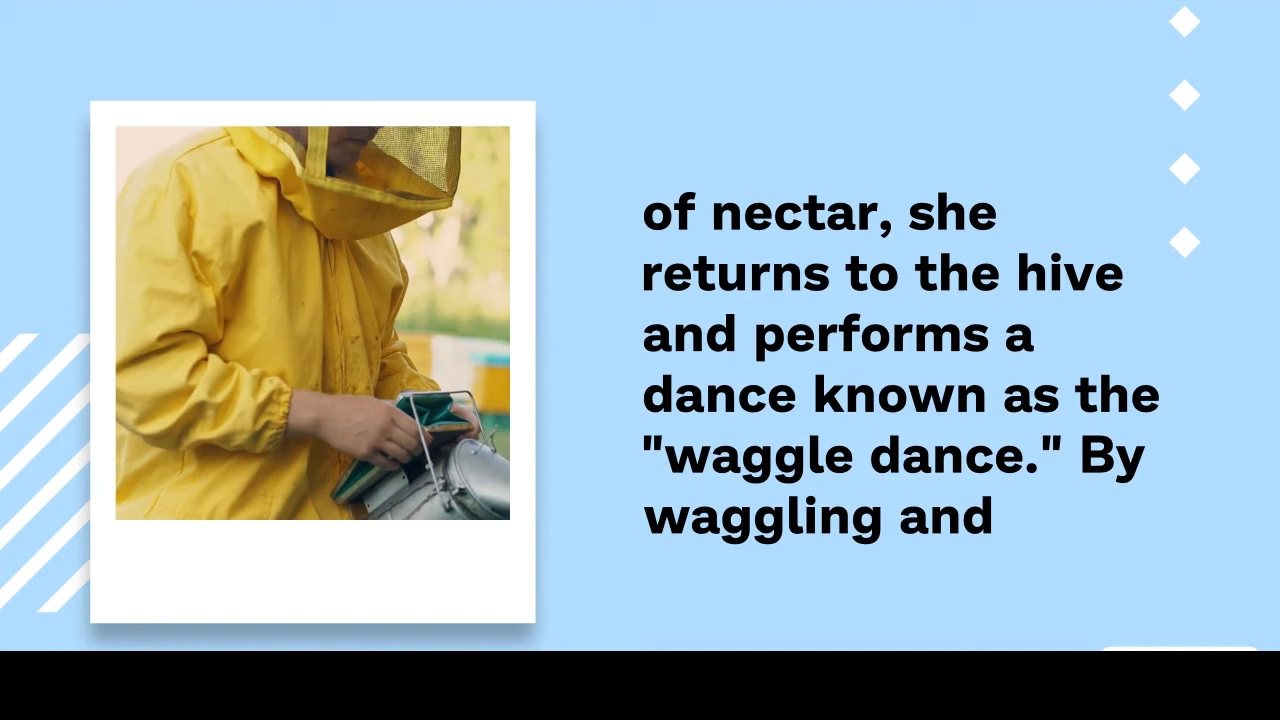 of nectar, she
returns to the hive
and performs a
dance known as the
"waggle dance." By
waggling and